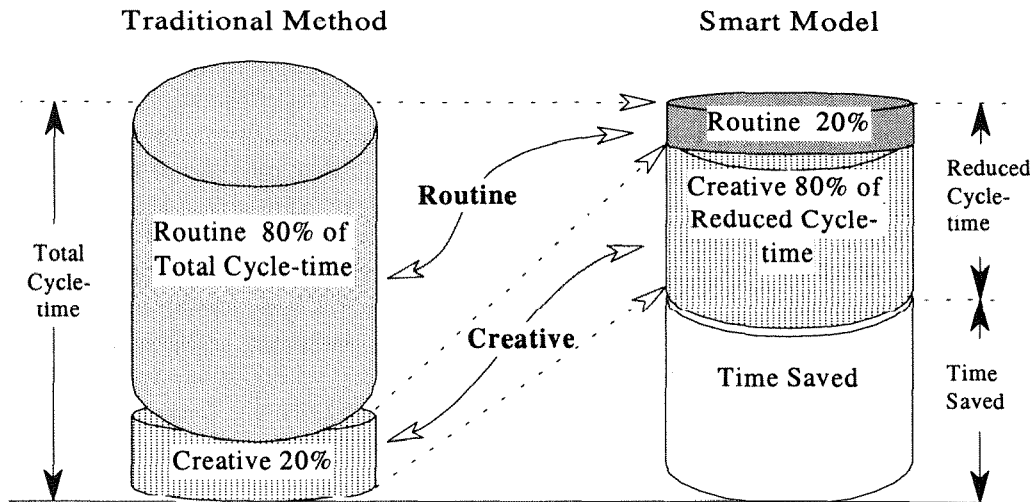 Traditional Method
Smart Model
Routine 20%
Routine
Creative 80% of
Reduced Cycle-
time
Reduced
Cycle-
time
Routine 80% of
Total Cycle-time
Total
Cycle-
time
Creative
Time Saved
Time
Saved
Creative 20%